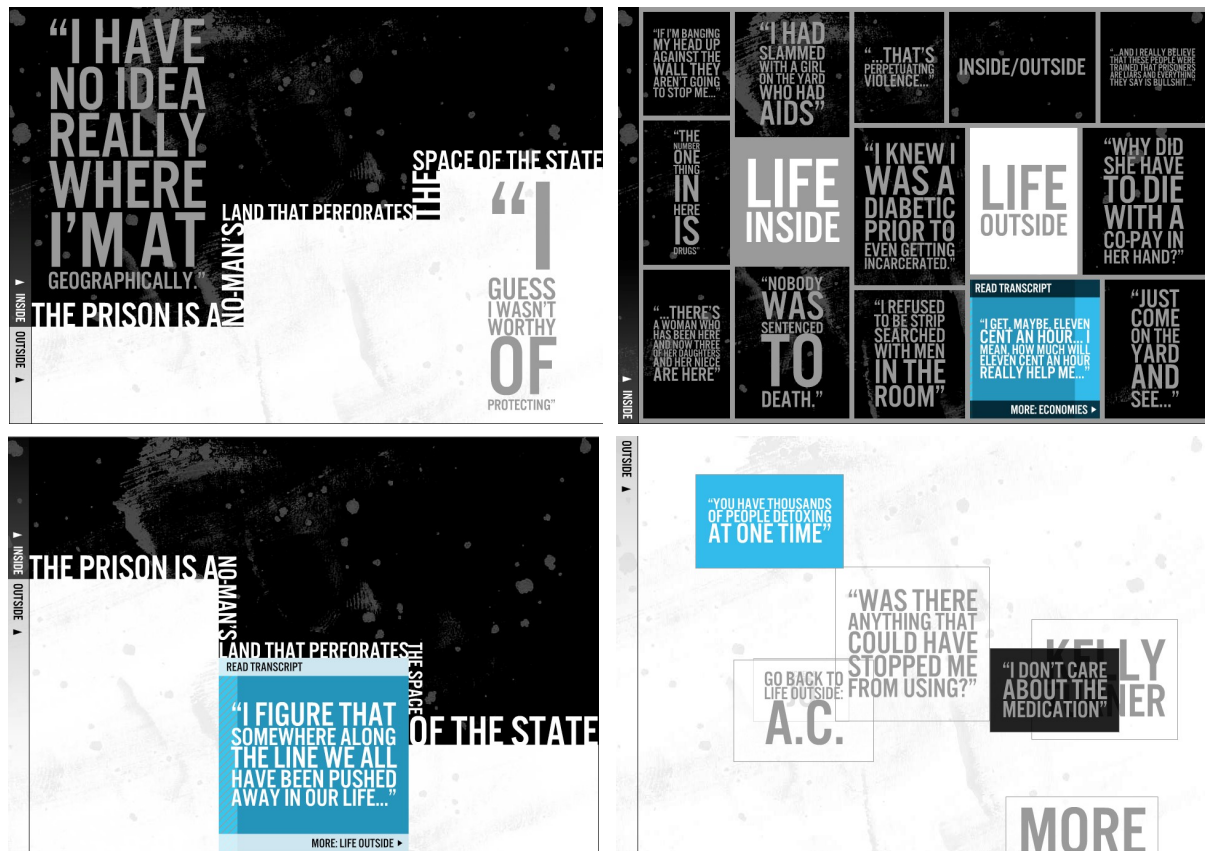 “I HAVE
NO IDEA
REALLY
WHERE
I’M AT
GEOGRAPHICALLY.”
THE PRISON IS A
NO-MAN’S
LAND THAT PERFORATES
THE
SPACE OF THE STATE
“I
GUESS
I WASN’T
WORTHY
OF
PROTECTING”
INSIDE
OUTSIDE
“IF I’M BANGING
MY HEAD UP
AGAINST THE
WALL THEY
AREN’T GOING
TO STOP ME...”
“I HAD
SLAMMED
WITH A GIRL
ON THE YARD
WHO HAD
AIDS”
“...THAT’S
PERPETUATING
VIOLENCE...”
INSIDE/OUTSIDE
“...AND I REALLY BELIEVE
THAT THESE PEOPLE WERE
TRAINED THAT PRISONERS
ARE LIARS AND EVERYTHING
THEY SAY IS BULLSHIT...”
“THE
NUMBER
ONE
THING
IN
HERE
IS
DRUGS”
LIFE
INSIDE
“I KNEW I
WAS A
DIABETIC
PRIOR TO
EVEN GETTING
INCARCERATED.”
LIFE
OUTSIDE
“WHY DID
SHE HAVE
TO DIE
WITH A
CO-PAY IN
HER HAND?”
“...THERE’S
A WOMAN WHO
HAS BEEN HERE
AND NOW THREE
OF HER DAUGHTERS
AND HER NIECE
ARE HERE”
“NOBODY
WAS
SENTENCED
TO
DEATH.”
“I REFUSED
TO BE STRIP
SEARCHED
WITH MEN
IN THE
ROOM”
READ TRANSCRIPT
“I GET, MAYBE, ELEVEN
CENT AN HOUR... I
MEAN, HOW MUCH WILL
ELEVEN CENT AN HOUR
REALLY HELP ME...”
MORE: ECONOMIES
“JUST
COME
ON THE
YARD
AND
SEE...”
INSIDE
INSIDE
OUTSIDE
THE PRISON IS A
NO-MAN’S
LAND THAT PERFORATES
THE SPACE
OF THE STATE
READ TRANSCRIPT
“I FIGURE THAT
SOMEWHERE ALONG
THE LINE WE ALL
HAVE BEEN PUSHED
AWAY IN OUR LIFE...”
MORE: LIFE OUTSIDE
OUTSIDE
“YOU HAVE THOUSANDS
OF PEOPLE DETOXING
AT ONE TIME”
“WAS THERE
ANYTHING THAT
COULD HAVE
STOPPED ME
FROM USING?”
GO BACK TO
LIFE OUTSIDE:
A.C.
KELLY
“I DON’T CARE
ABOUT THE
MEDICATION”
MORE